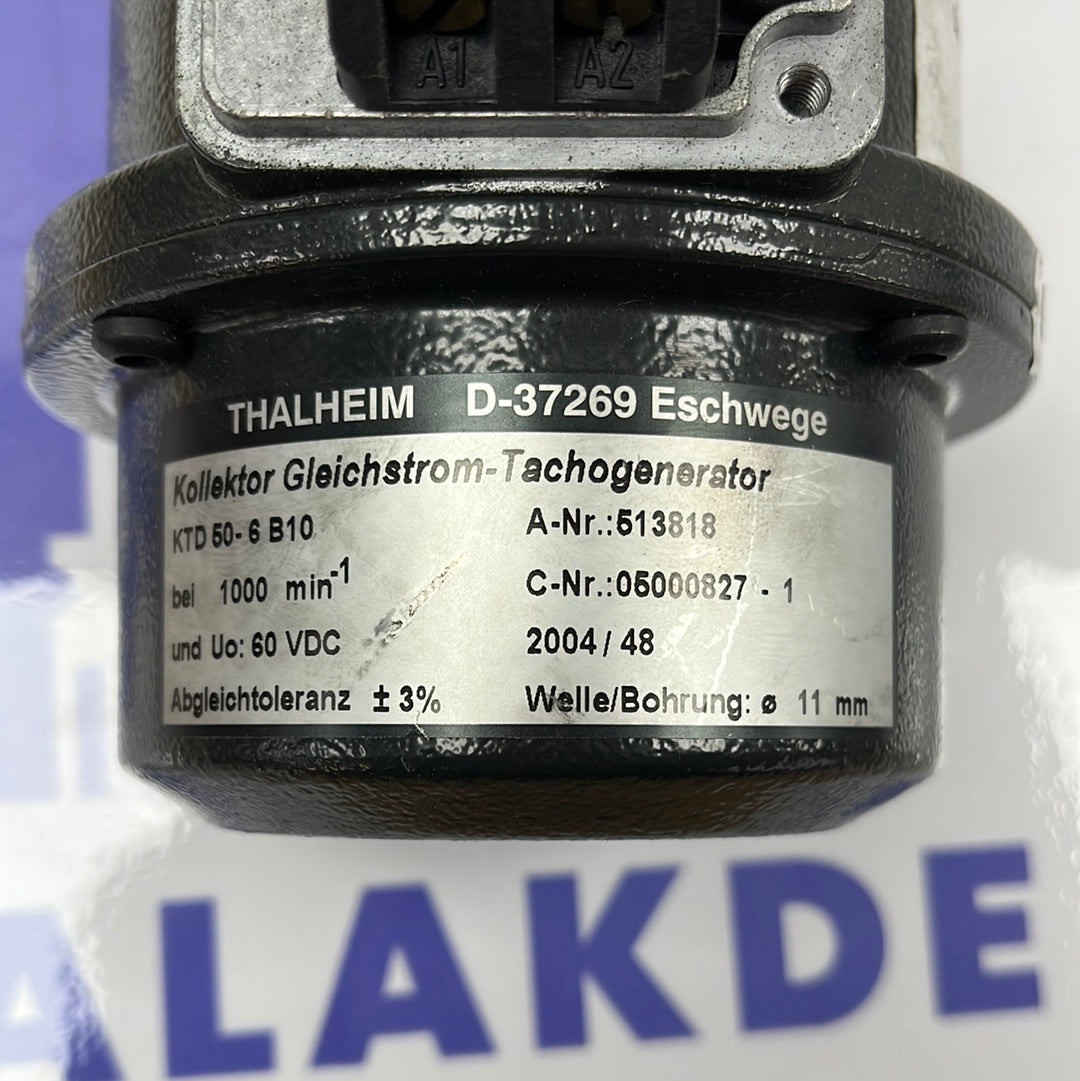 A1 A2
THALHEIM D-37269 Eschwege
Kollektor Gleichstrom-Tachogenerator
KTD 50-6 B10 A-Nr.:513818
bei 1000 min-1 C-Nr.:05000827 - 1
und Uo: 60 VDC 2004/48
Abgleichtoleranz ± 3% Welle/Bohrung: ø 11 mm
ALAKDE